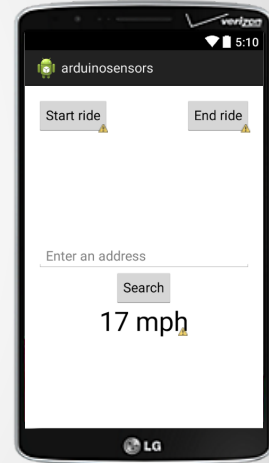 verizon
5:10
arduinosensors
Start ride
End ride
Enter an address
Search
17 mph
LG